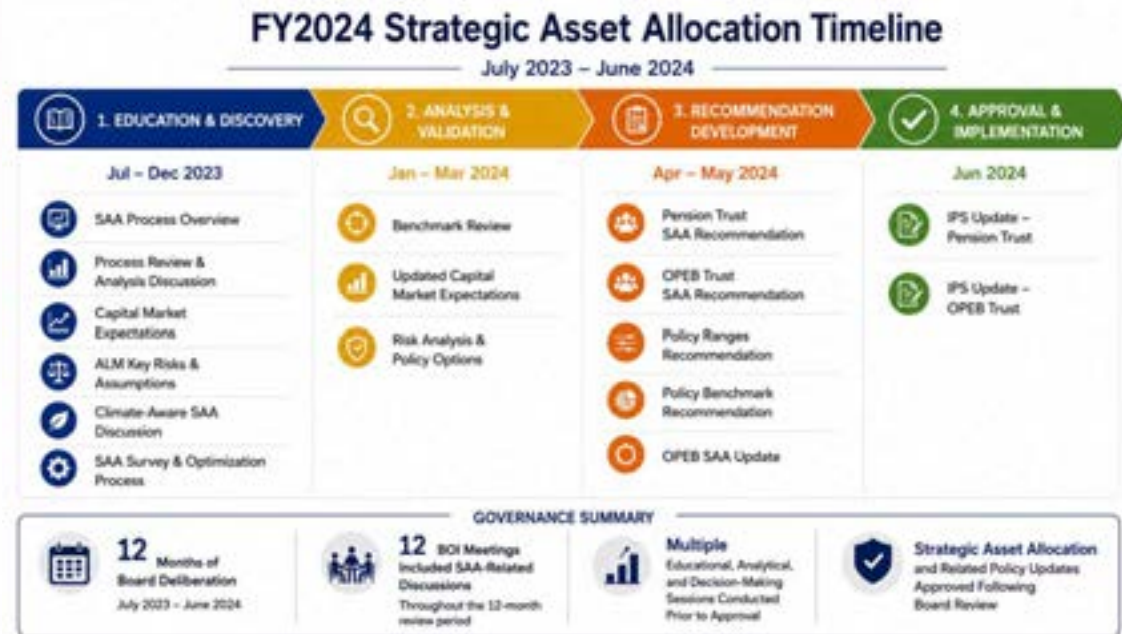 FY2024 Strategic Asset Allocation Timeline
July 2023 – June 2024
1. EDUCATION & DISCOVERY
2. ANALYSIS &
VALIDATION
3. RECOMMENDATION
DEVELOPMENT
4. APPROVAL &
IMPLEMENTATION
Jul – Dec 2023
SAA Process Overview
Process Review &
Analysis Discussion
Capital Market
Expectations
ALM Key Risks &
Assumptions
Climate-Aware SAA
Discussion
SAA Survey & Optimization
Process
Jan – Mar 2024
Benchmark Review
Updated Capital
Market Expectations
Risk Analysis &
Policy Options
Apr – May 2024
Pension Trust
SAA Recommendation
OPEB Trust
SAA Recommendation
Policy Ranges
Recommendation
Policy Benchmark
Recommendation
OPEB SAA Update
Jun 2024
IPS Update –
Pension Trust
IPS Update –
OPEB Trust
GOVERNANCE SUMMARY
12 Months of
Board Deliberation
July 2023 – June 2024
12 BOI Meetings
Included SAA-Related
Discussions
Throughout the 12-month
review period
Multiple
Educational, Analytical,
and Decision-Making
Sessions Conducted
Prior to Approval
Strategic Asset Allocation
and Related Policy Updates
Approved Following
Board Review